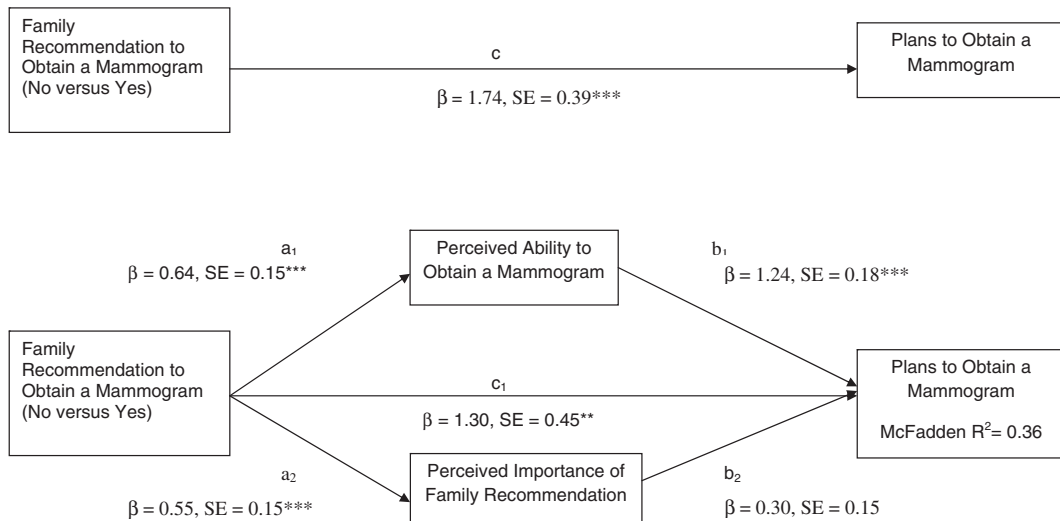 Family
Recommendation to
Obtain a Mammogram
(No versus Yes)
c
β = 1.74, SE = 0.39***
Plans to Obtain a
Mammogram
a₁
β = 0.64, SE = 0.15***
Perceived Ability to
Obtain a Mammogram
b₁
β = 1.24, SE = 0.18***
Family
Recommendation to
Obtain a Mammogram
(No versus Yes)
c₁
β = 1.30, SE = 0.45**
Plans to Obtain a
Mammogram
McFadden R²= 0.36
a₂
β = 0.55, SE = 0.15***
Perceived Importance of
Family Recommendation
b₂
β = 0.30, SE = 0.15